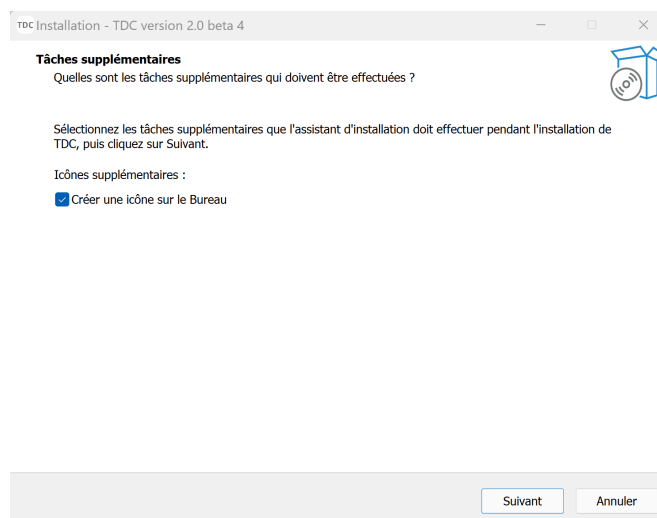 TDC Installation - TDC version 2.0 beta 4
Tâches supplémentaires
Quelles sont les tâches supplémentaires qui doivent être effectuées ?
Sélectionnez les tâches supplémentaires que l'assistant d'installation doit effectuer pendant l'installation de
TDC, puis cliquez sur Suivant.
Icônes supplémentaires :
Créer une icône sur le Bureau
Suivant Annuler